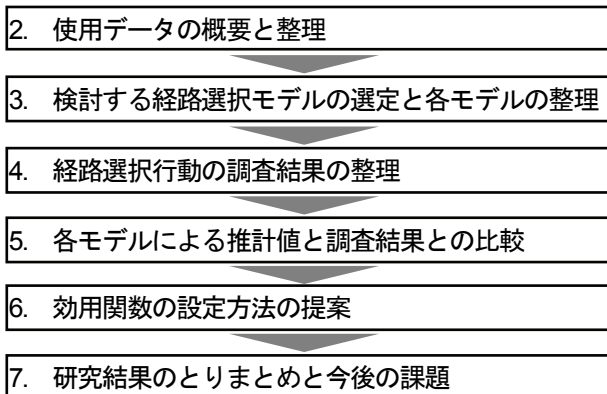 2. 使用データの概要と整理
3. 検討する経路選択モデルの選定と各モデルの整理
4. 経路選択行動の調査結果の整理
5. 各モデルによる推計値と調査結果との比較
6. 効用関数の設定方法の提案
7. 研究結果のとりまとめと今後の課題